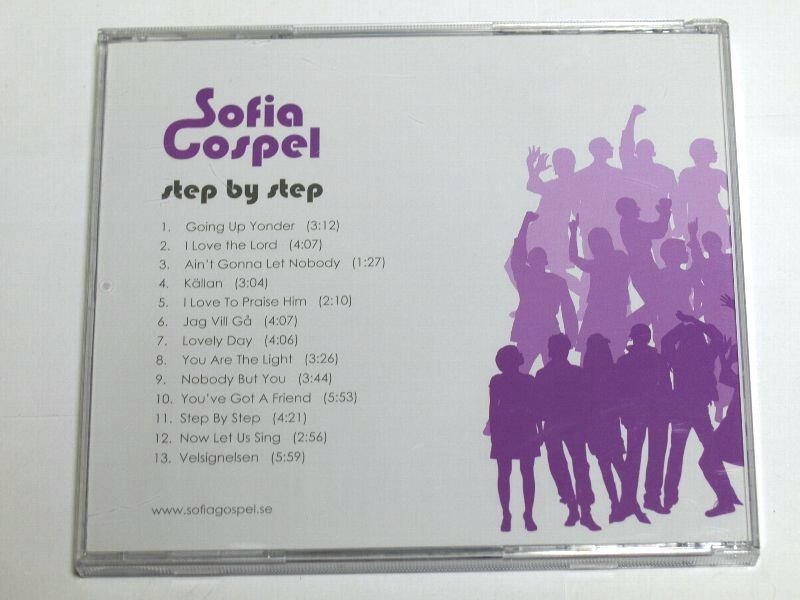 Sofia
Gospel
step by step
1. Going Up Yonder (3:12)
2. I Love the Lord (4:07)
3. Ain't Gonna Let Nobody (1:27)
4. Källan (3:04)
5. I Love To Praise Him (2:10)
6. Jag Vill Gå (4:07)
7. Lovely Day (4:06)
8. You Are The Light (3:26)
9. Nobody But You (3:44)
10. You've Got A Friend (5:53)
11. Step By Step (4:21)
12. Now Let Us Sing (2:56)
13. Velsignelsen (5:59)
www.sofiagospel.se